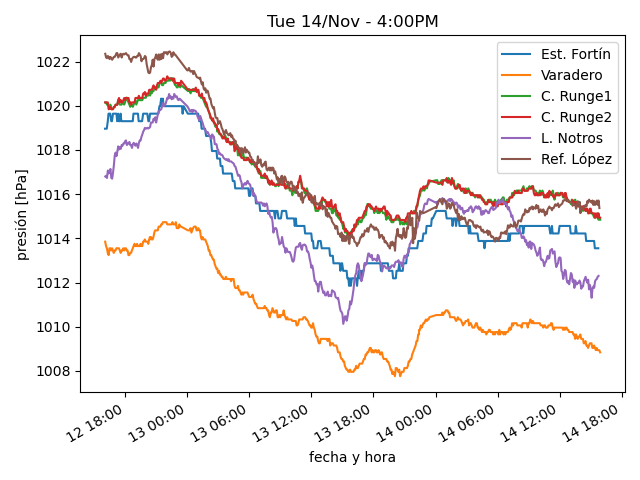 Tue 14/Nov - 4:00PM
presión [hPa]
1022
1020
1018
1016
1014
1012
1010
1008
Est. Fortín
Varadero
C. Runge1
C. Runge2
L. Notros
Ref. López
12 18:00
13 00:00
13 06:00
13 12:00
13 18:00
14 00:00
14 06:00
14 12:00
14 18:00
fecha y hora